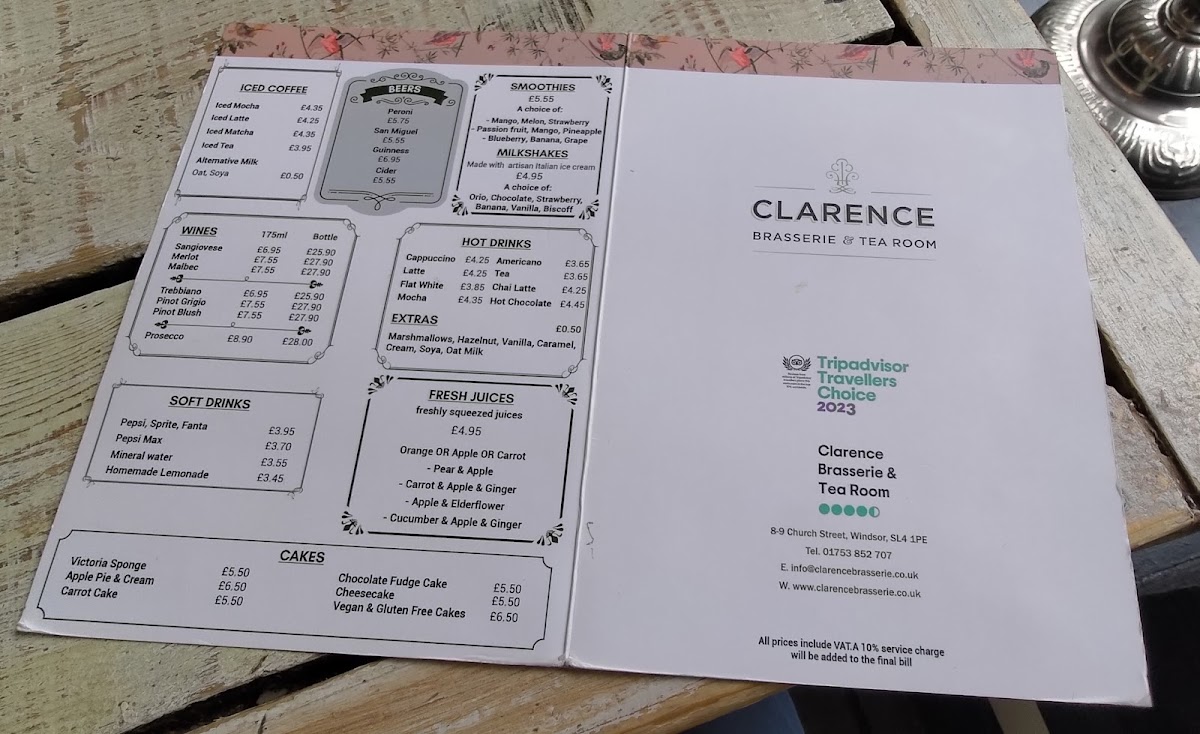 ICED COFFEE
Iced Mocha £4.35
Iced Latte £4.25
Iced Matcha £4.35
Iced Tea £3.95
Alternative Milk
Oat, Soya £0.50
BEERS
Peroni
£5.75
San Miguel
£5.55
Guinness
£6.95
Cider
£5.55
SMOOTHIES
£5.55
A choice of:
- Mango, Melon, Strawberry
- Passion fruit, Mango, Pineapple
- Blueberry, Banana, Grape
MILKSHAKES
Made with artisan Italian ice cream
£4.95
A choice of:
Orio, Chocolate, Strawberry,
Banana, Vanilla, Biscoff
WINES 175ml Bottle
Sangiovese £6.95 £25.90
Merlot £7.55 £27.90
Malbec £7.55 £27.90
Trebbiano £6.95 £25.90
Pinot Grigio £7.55 £27.90
Pinot Blush £7.55 £27.90
Prosecco £8.90 £28.00
HOT DRINKS
Cappuccino £4.25 Americano £3.65
Latte £4.25 Tea £3.65
Flat White £3.85 Chai Latte £4.25
Mocha £4.35 Hot Chocolate £4.45
EXTRAS £0.50
Marshmallows, Hazelnut, Vanilla, Caramel,
Cream, Soya, Oat Milk
SOFT DRINKS
Pepsi, Sprite, Fanta £3.95
Pepsi Max £3.70
Mineral water £3.55
Homemade Lemonade £3.45
FRESH JUICES
freshly squeezed juices
£4.95
Orange OR Apple OR Carrot
- Pear & Apple
- Carrot & Apple & Ginger
- Apple & Elderflower
- Cucumber & Apple & Ginger
CAKES
Victoria Sponge £5.50
Apple Pie & Cream £6.50
Carrot Cake £5.50
Chocolate Fudge Cake £5.50
Cheesecake £5.50
Vegan & Gluten Free Cakes £6.50
CLARENCE
BRASSERIE & TEA ROOM
Tripadvisor
Travellers
Choice
2023
Clarence
Brasserie &
Tea Room
8-9 Church Street, Windsor, SL4 1PE
Tel. 01753 852 707
E. info@clarencebrasserie.co.uk
W. www.clarencebrasserie.co.uk
All prices include VAT.A 10% service charge
will be added to the final bill